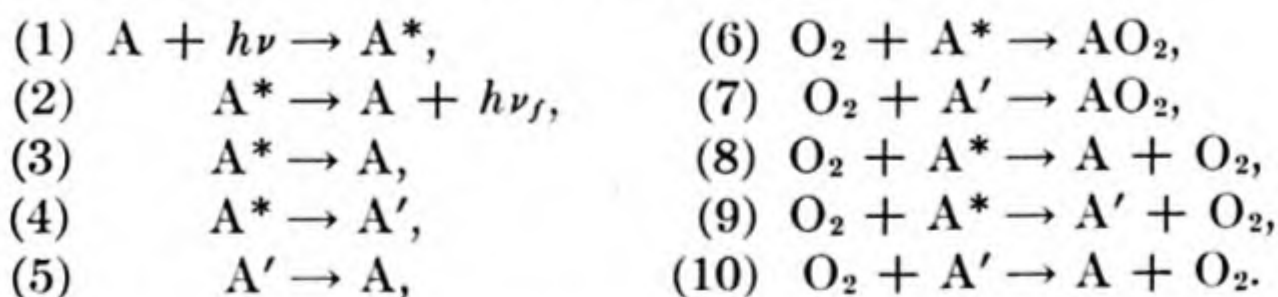 (1) A + hν → A*,
(2) A* → A + hν_f,
(3) A* → A,
(4) A* → A′,
(5) A′ → A,
(6) O₂ + A* → AO₂,
(7) O₂ + A′ → AO₂,
(8) O₂ + A* → A + O₂,
(9) O₂ + A* → A′ + O₂,
(10) O₂ + A′ → A + O₂.